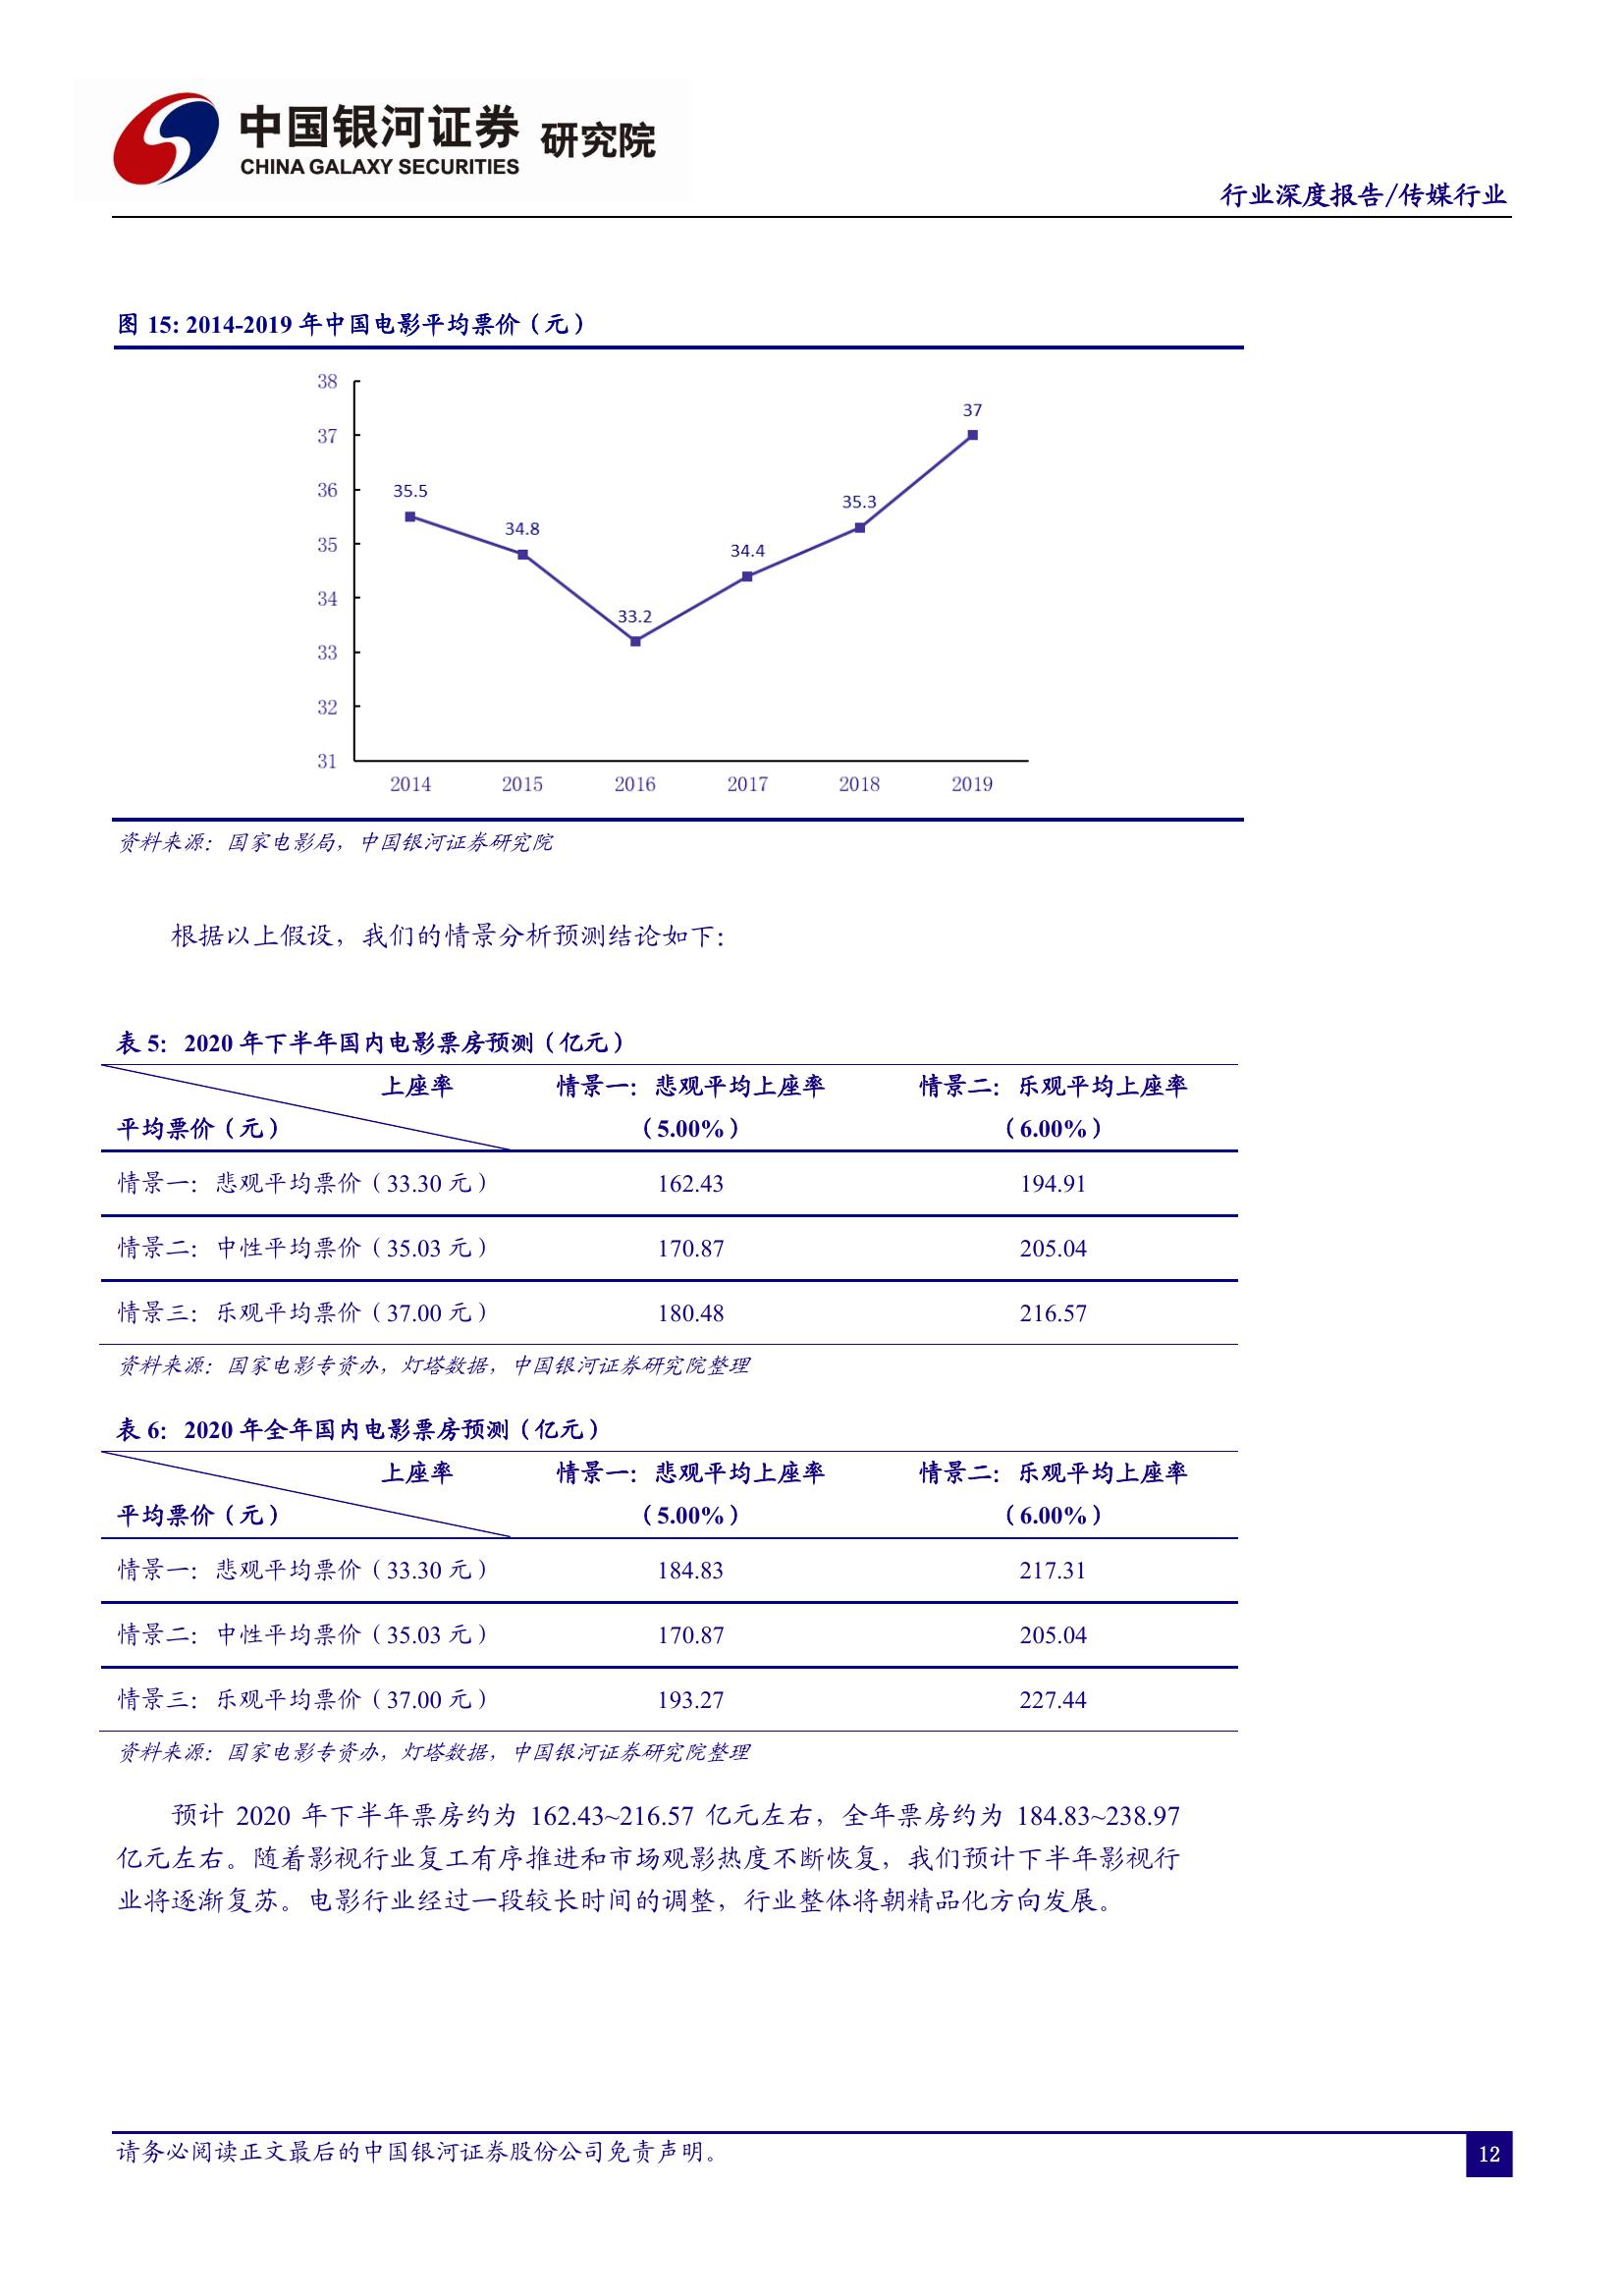 中国银河证券 研究院
CHINA GALAXY SECURITIES
行业深度报告/传媒行业
图 15: 2014-2019 年中国电影平均票价（元）
38
37
36
35
34
33
32
31
35.5
34.8
33.2
34.4
35.3
37
2014 2015 2016 2017 2018 2019
资料来源：国家电影局，中国银河证券研究院
根据以上假设，我们的情景分析预测结论如下：
表 5：2020 年下半年国内电影票房预测（亿元）
上座率 情景一：悲观平均上座率 情景二：乐观平均上座率
平均票价（元） （5.00%） （6.00%）
情景一：悲观平均票价（33.30 元） 162.43 194.91
情景二：中性平均票价（35.03 元） 170.87 205.04
情景三：乐观平均票价（37.00 元） 180.48 216.57
资料来源：国家电影专资办，灯塔数据，中国银河证券研究院整理
表 6：2020 年全年国内电影票房预测（亿元）
上座率 情景一：悲观平均上座率 情景二：乐观平均上座率
平均票价（元） （5.00%） （6.00%）
情景一：悲观平均票价（33.30 元） 184.83 217.31
情景二：中性平均票价（35.03 元） 170.87 205.04
情景三：乐观平均票价（37.00 元） 193.27 227.44
资料来源：国家电影专资办，灯塔数据，中国银河证券研究院整理
预计 2020 年下半年票房约为 162.43~216.57 亿元左右，全年票房约为 184.83~238.97
亿元左右。随着影视行业复工有序推进和市场观影热度不断恢复，我们预计下半年影视行
业将逐渐复苏。电影行业经过一段较长时间的调整，行业整体将朝精品化方向发展。
请务必阅读正文最后的中国银河证券股份公司免责声明。
12